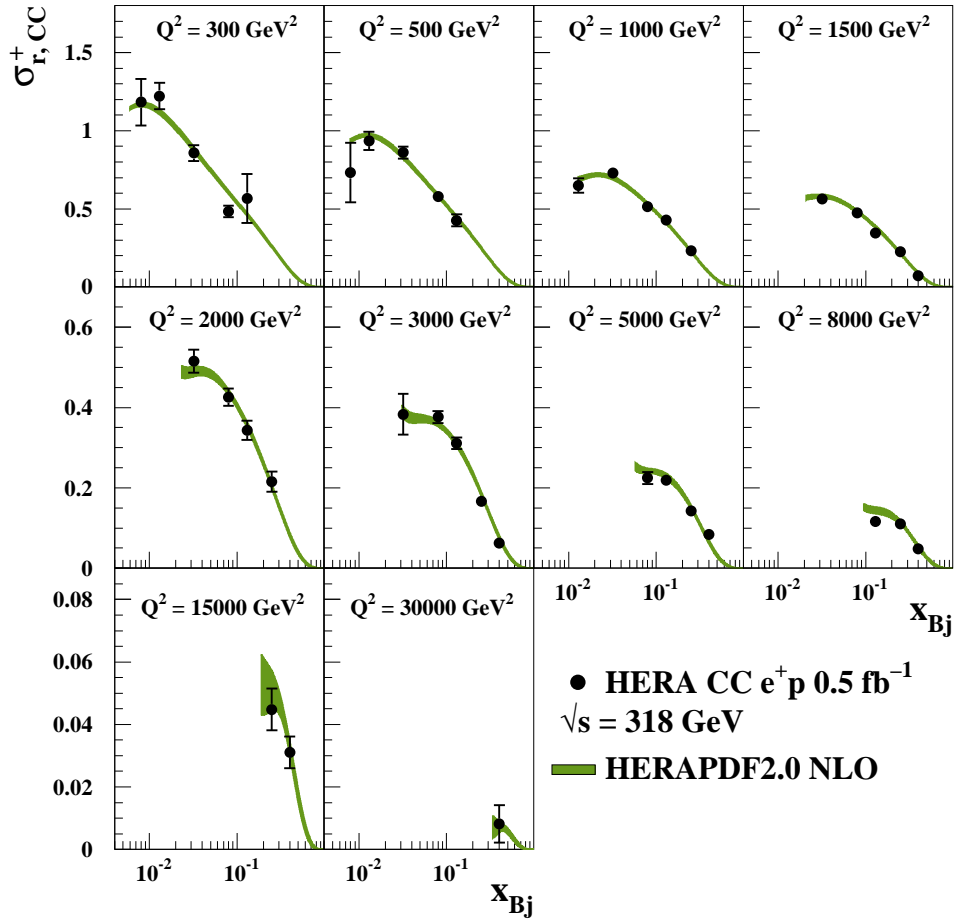 σ⁺r, CC
Q² = 300 GeV²
Q² = 500 GeV²
Q² = 1000 GeV²
Q² = 1500 GeV²
1.5
1
0.5
0
Q² = 2000 GeV²
Q² = 3000 GeV²
Q² = 5000 GeV²
Q² = 8000 GeV²
0.6
0.4
0.2
0
10⁻² 10⁻¹ 10⁻² 10⁻¹
xBj
Q² = 15000 GeV²
Q² = 30000 GeV²
0.08
0.06
0.04
0.02
0
10⁻² 10⁻¹ 10⁻² 10⁻¹
xBj
HERA CC e⁺p 0.5 fb⁻¹
√s = 318 GeV
HERAPDF2.0 NLO